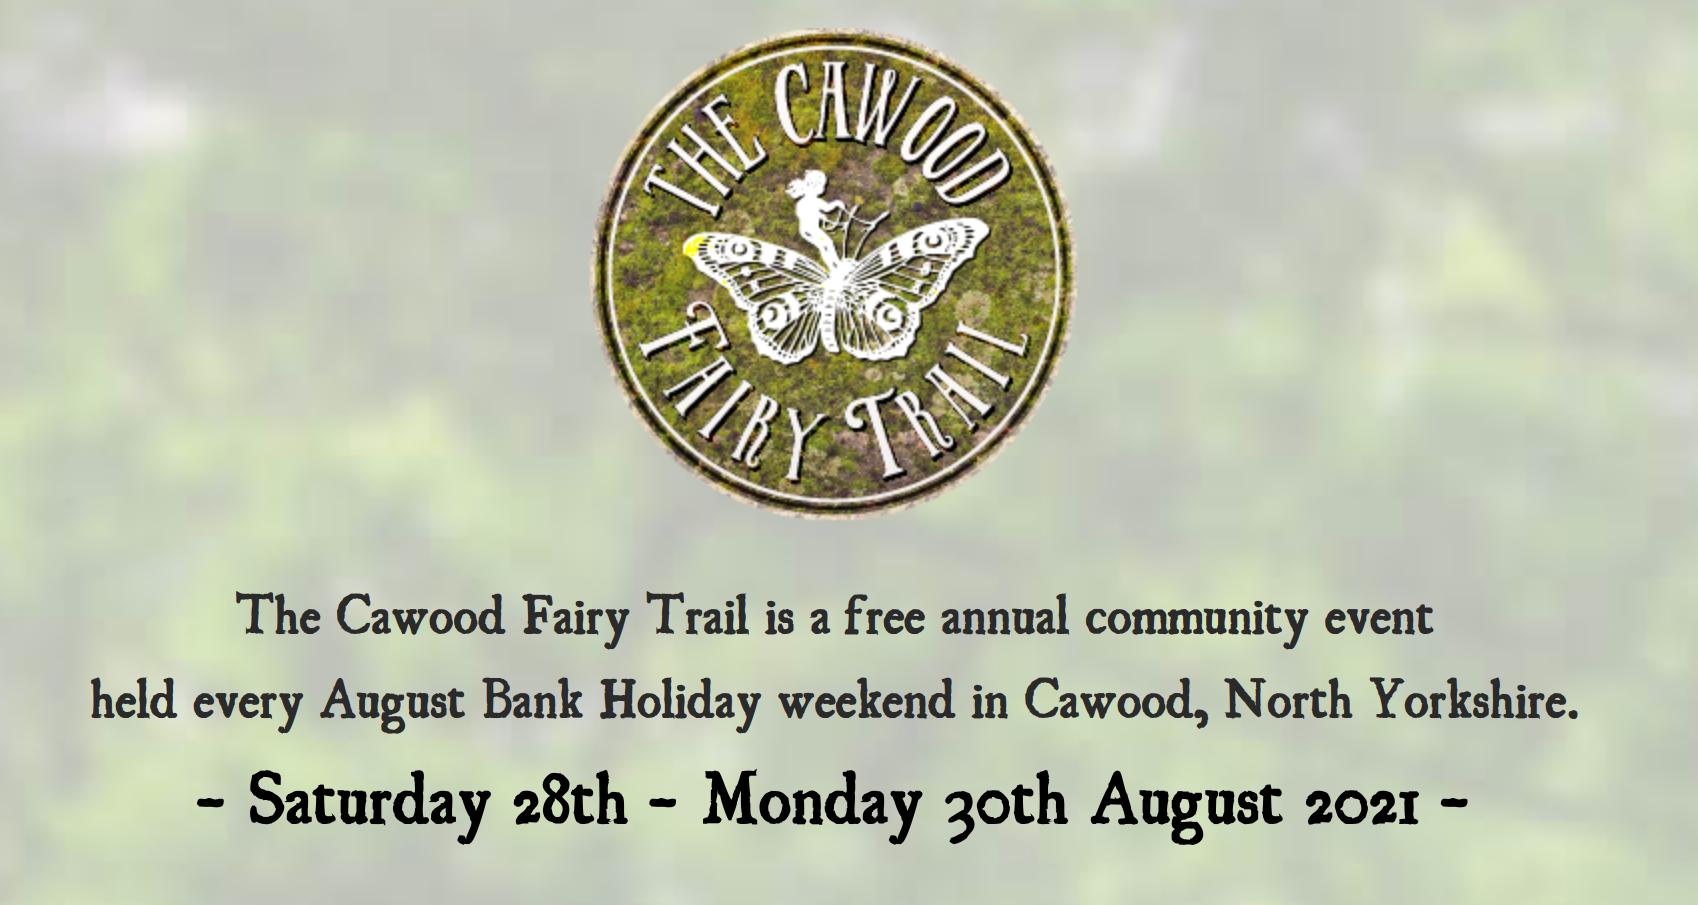 THE CAWOOD
FAIRY TRAIL
The Cawood Fairy Trail is a free annual community event
held every August Bank Holiday weekend in Cawood, North Yorkshire.
- Saturday 28th - Monday 30th August 2021 -